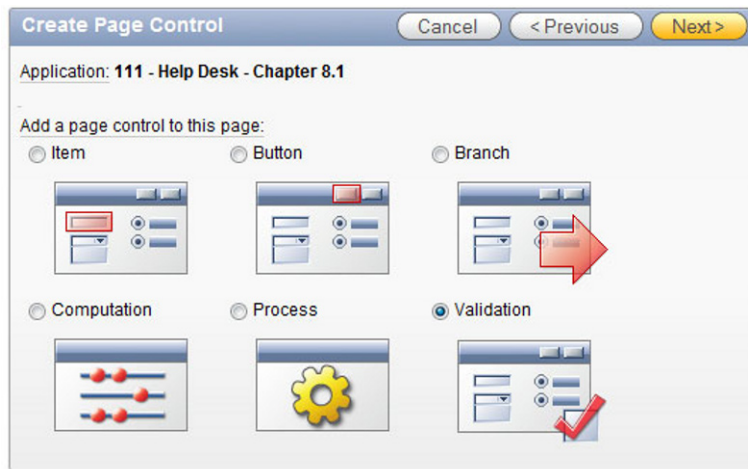 Create Page Control Cancel < Previous Next >
Application: 111 - Help Desk - Chapter 8.1
Add a page control to this page:
Item Button Branch
Computation Process Validation